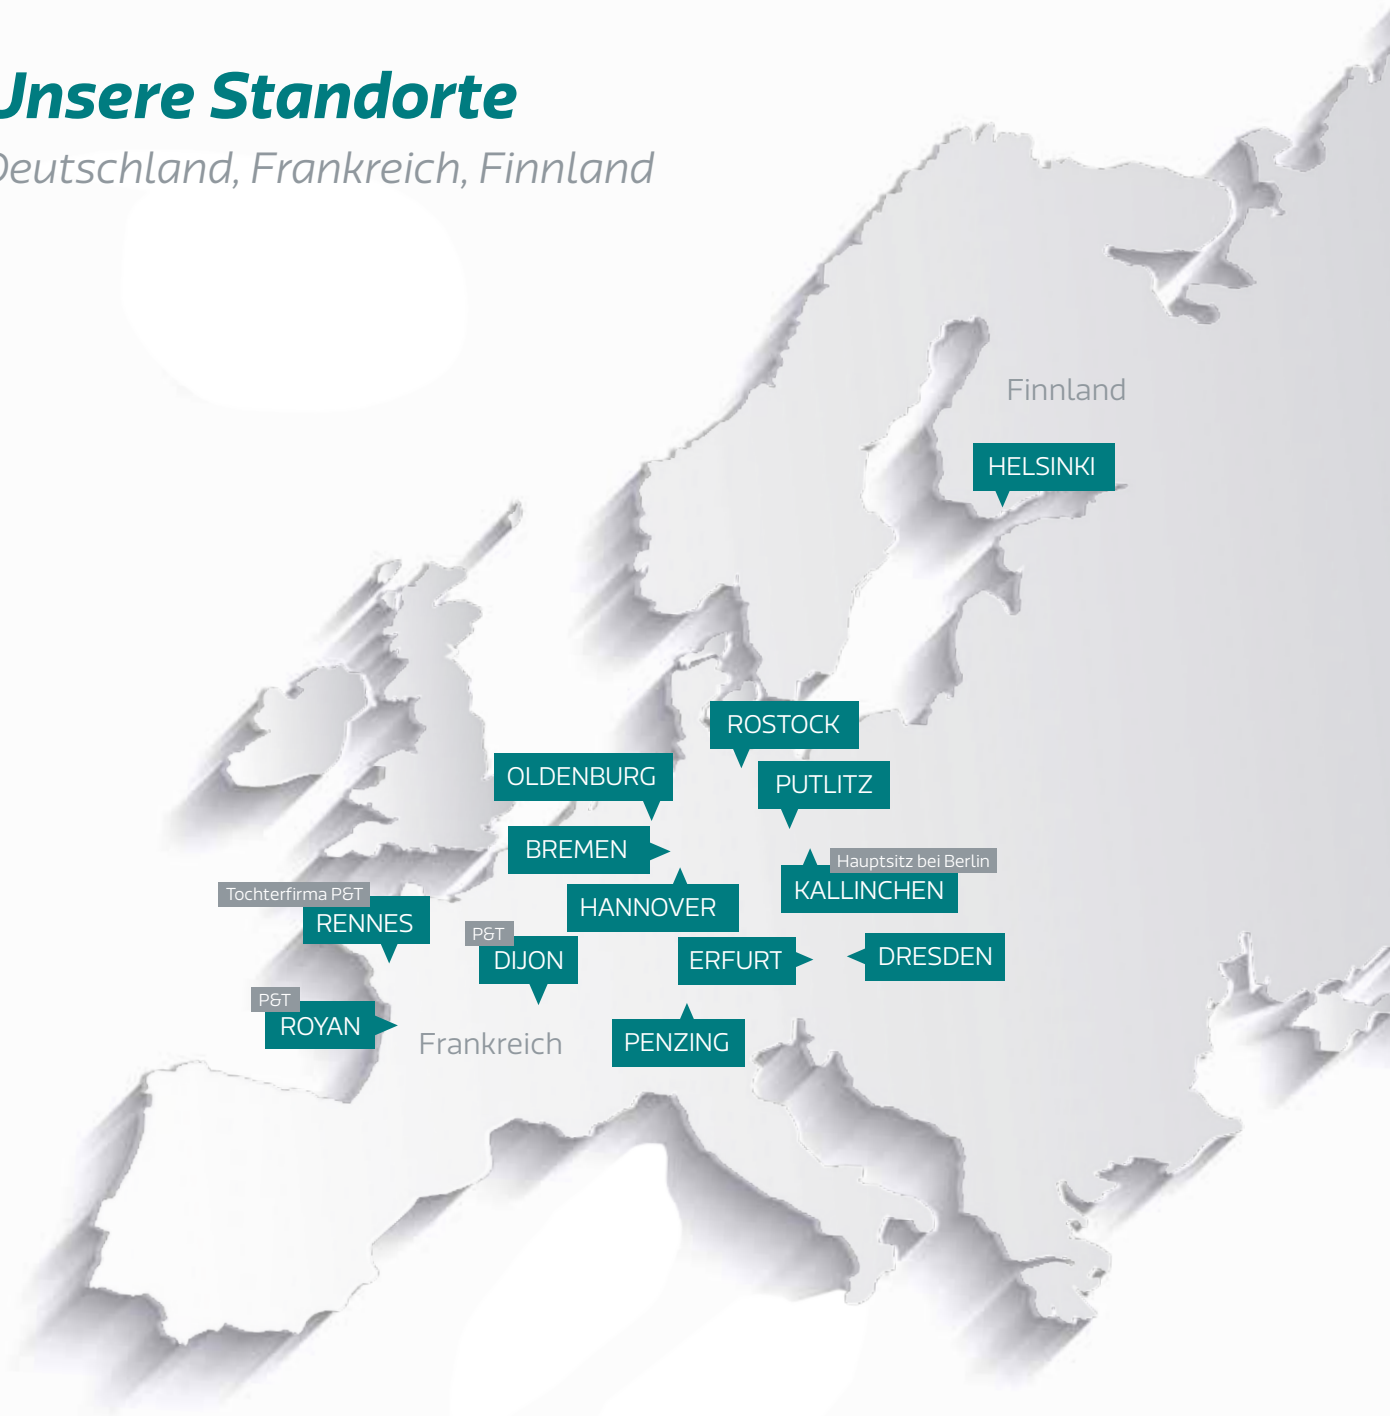 Unsere Standorte
Deutschland, Frankreich, Finnland
Finnland
HELSINKI
ROSTOCK
OLDENBURG
PUTLITZ
BREMEN
Hauptsitz bei Berlin
KALLINCHEN
Tochterfirma P&T
RENNES
HANNOVER
P&T
DIJON
ERFURT
DRESDEN
P&T
ROYAN
Frankreich
PENZING